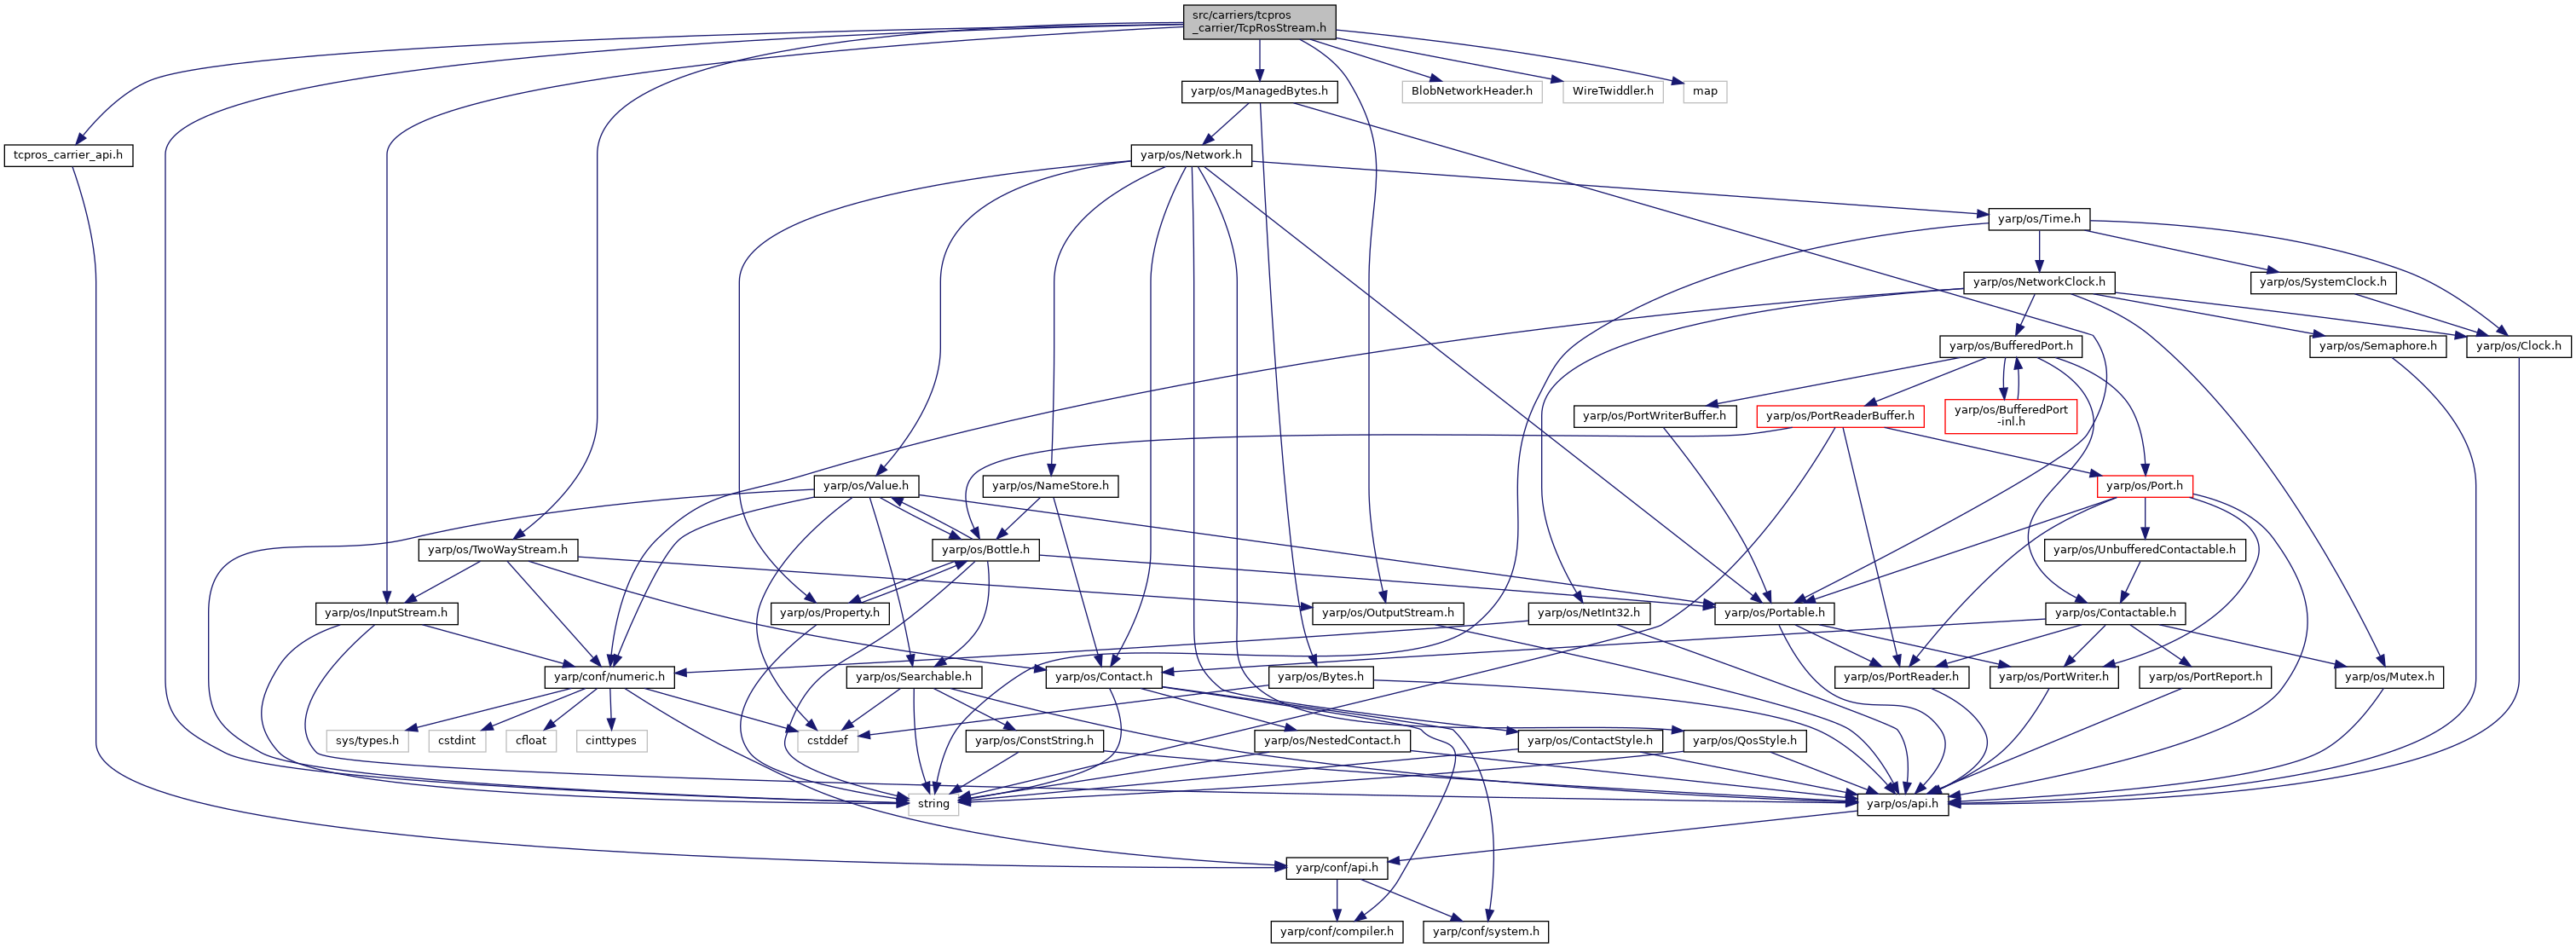 src/carriers/tcpros
_carrier/TcpRosStream.h
yarp/os/ManagedBytes.h
BlobNetworkHeader.h
WireTwiddler.h
map
tcpros_carrier_api.h
yarp/os/Network.h
yarp/os/Time.h
yarp/os/NetworkClock.h
yarp/os/SystemClock.h
yarp/os/BufferedPort.h
yarp/os/Semaphore.h
yarp/os/Clock.h
yarp/os/PortWriterBuffer.h
yarp/os/PortReaderBuffer.h
yarp/os/BufferedPort
-inl.h
yarp/os/Value.h
yarp/os/NameStore.h
yarp/os/Port.h
yarp/os/TwoWayStream.h
yarp/os/Bottle.h
yarp/os/UnbufferedContactable.h
yarp/os/InputStream.h
yarp/os/Property.h
yarp/os/OutputStream.h
yarp/os/NetInt32.h
yarp/os/Portable.h
yarp/os/Contactable.h
yarp/conf/numeric.h
yarp/os/Searchable.h
yarp/os/Contact.h
yarp/os/Bytes.h
yarp/os/PortReader.h
yarp/os/PortWriter.h
yarp/os/PortReport.h
yarp/os/Mutex.h
sys/types.h
cstdint
cfloat
cinttypes
cstddef
yarp/os/ConstString.h
yarp/os/NestedContact.h
yarp/os/ContactStyle.h
yarp/os/QosStyle.h
string
yarp/os/api.h
yarp/conf/api.h
yarp/conf/compiler.h
yarp/conf/system.h